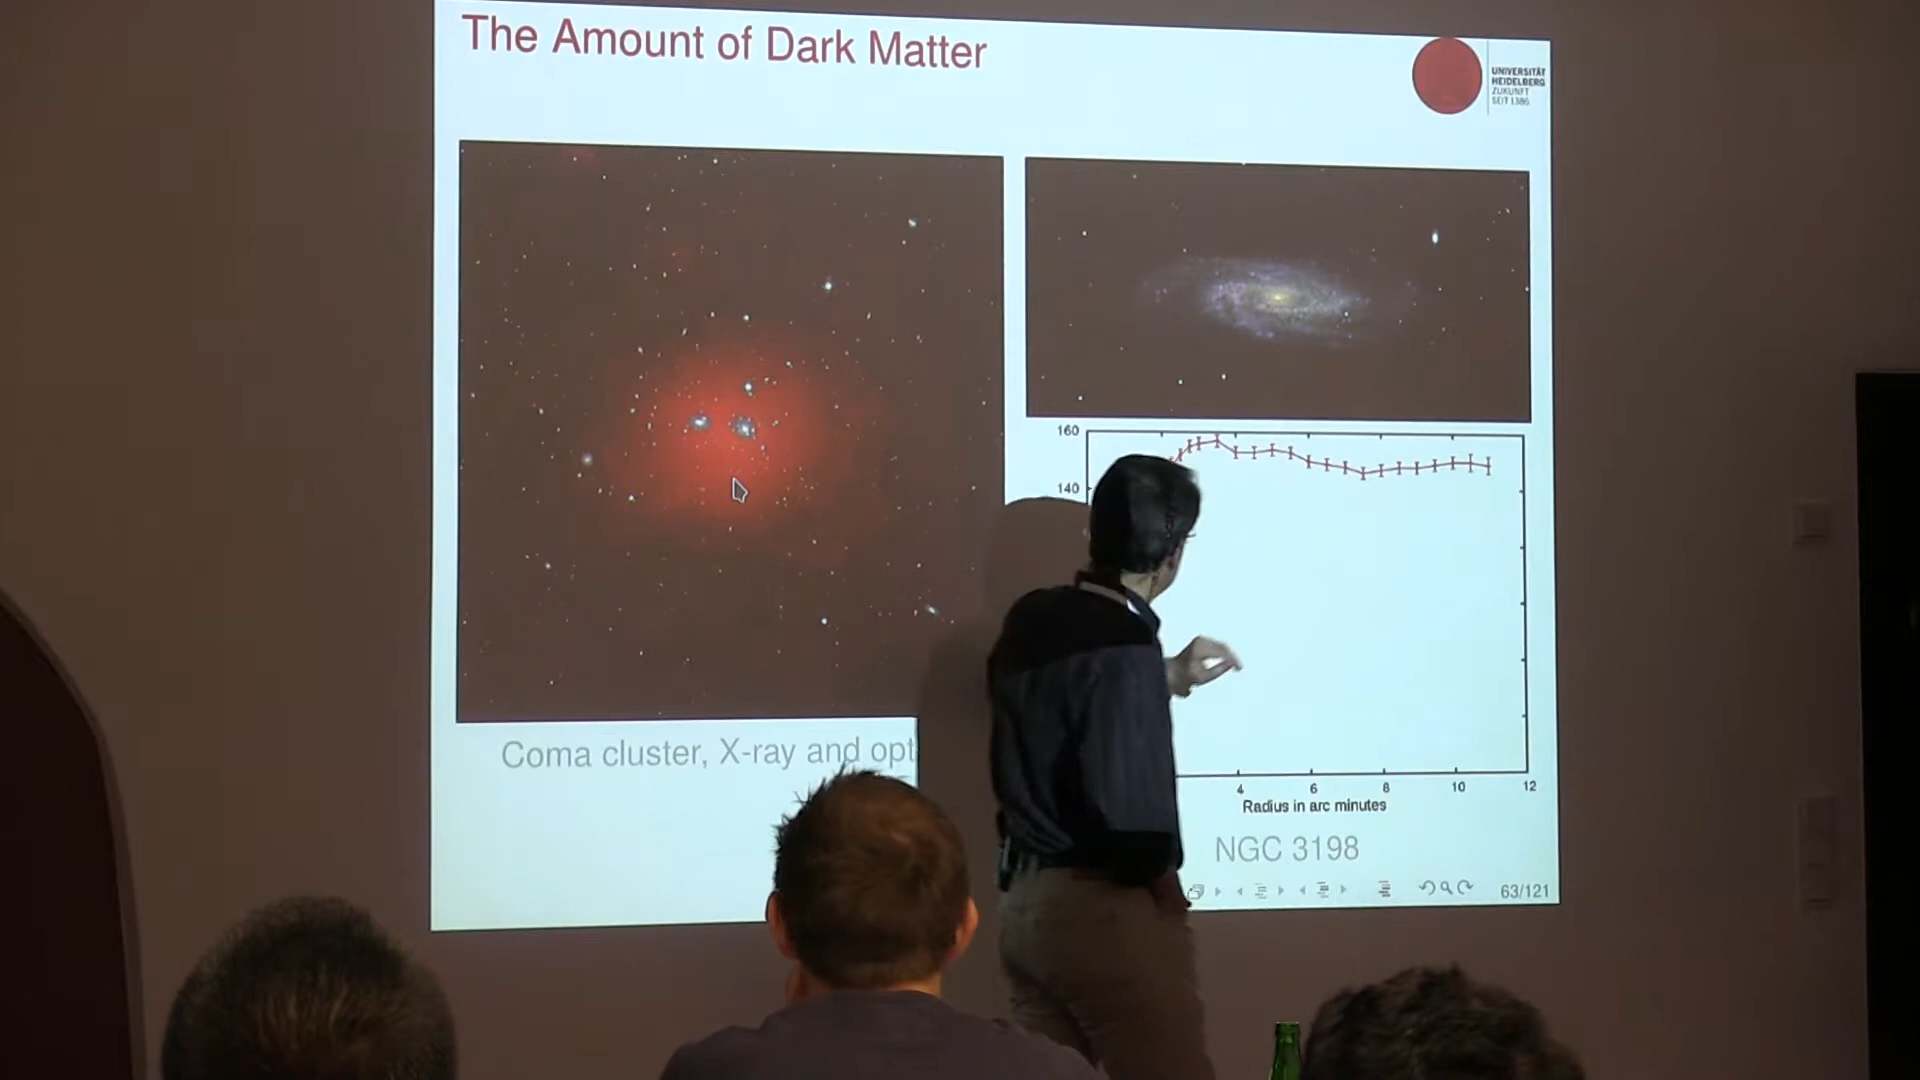 The Amount of Dark Matter
UNIVERSITÄT
HEIDELBERG
ZUKUNFT
SEIT 1386
160
140
4 6 8 10 12
Radius in arc minutes
Coma cluster, X-ray and opt
NGC 3198
63/121